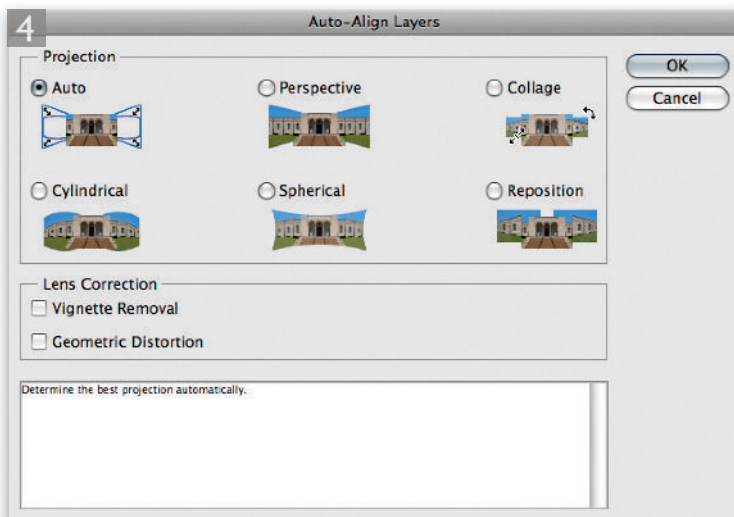 4
Auto-Align Layers
Projection
Auto
Perspective
Collage
Cylindrical
Spherical
Reposition
OK
Cancel
Lens Correction
Vignette Removal
Geometric Distortion
Determine the best projection automatically.